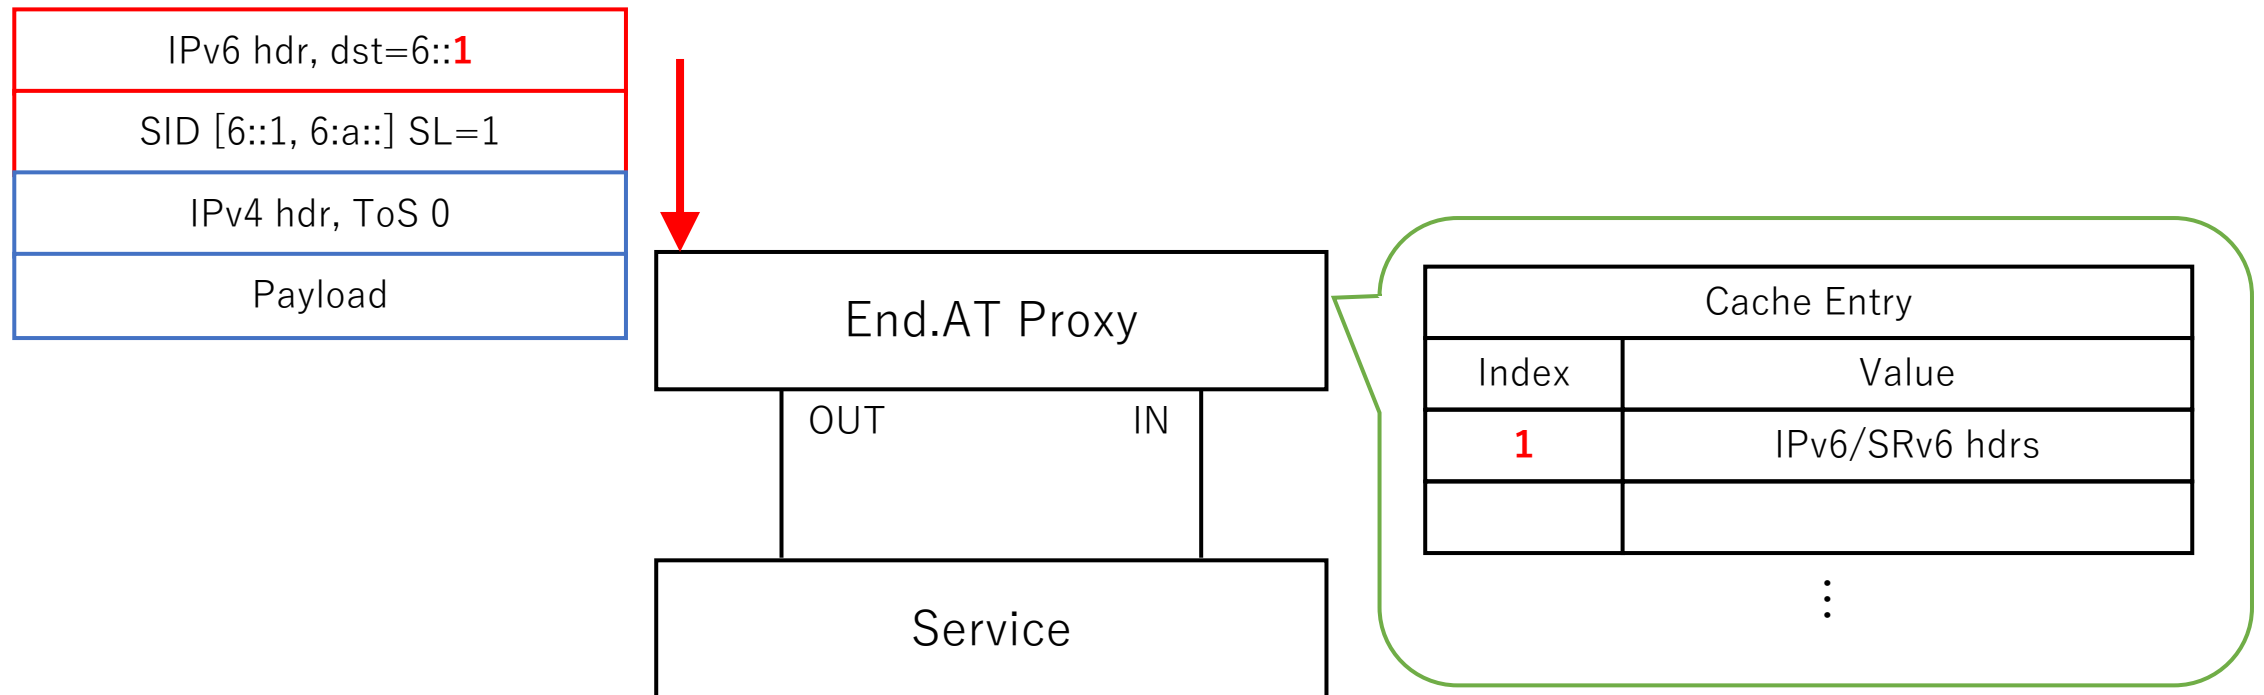 IPv6 hdr, dst=6::1
SID [6::1, 6:a::] SL=1
IPv4 hdr, ToS 0
Payload
End.AT Proxy
OUT
IN
Service
Cache Entry
Index
Value
1
IPv6/SRv6 hdrs
⋮